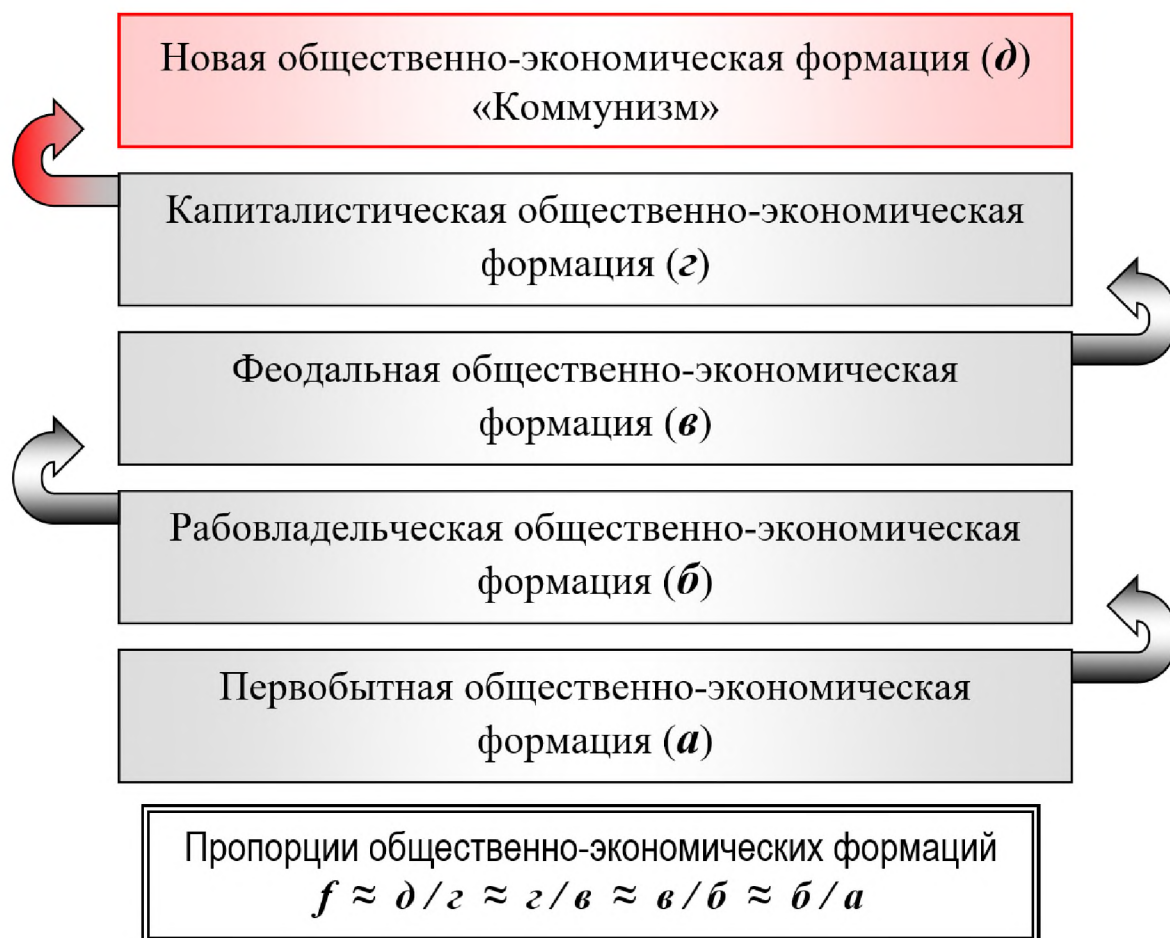 Новая общественно-экономическая формация (д)
«Коммунизм»
Капиталистическая общественно-экономическая
формация (г)
Феодальная общественно-экономическая
формация (в)
Рабовладельческая общественно-экономическая
формация (б)
Первобытная общественно-экономическая
формация (а)
Пропорции общественно-экономических формаций
f ≈ д / г ≈ г / в ≈ в / б ≈ б / а